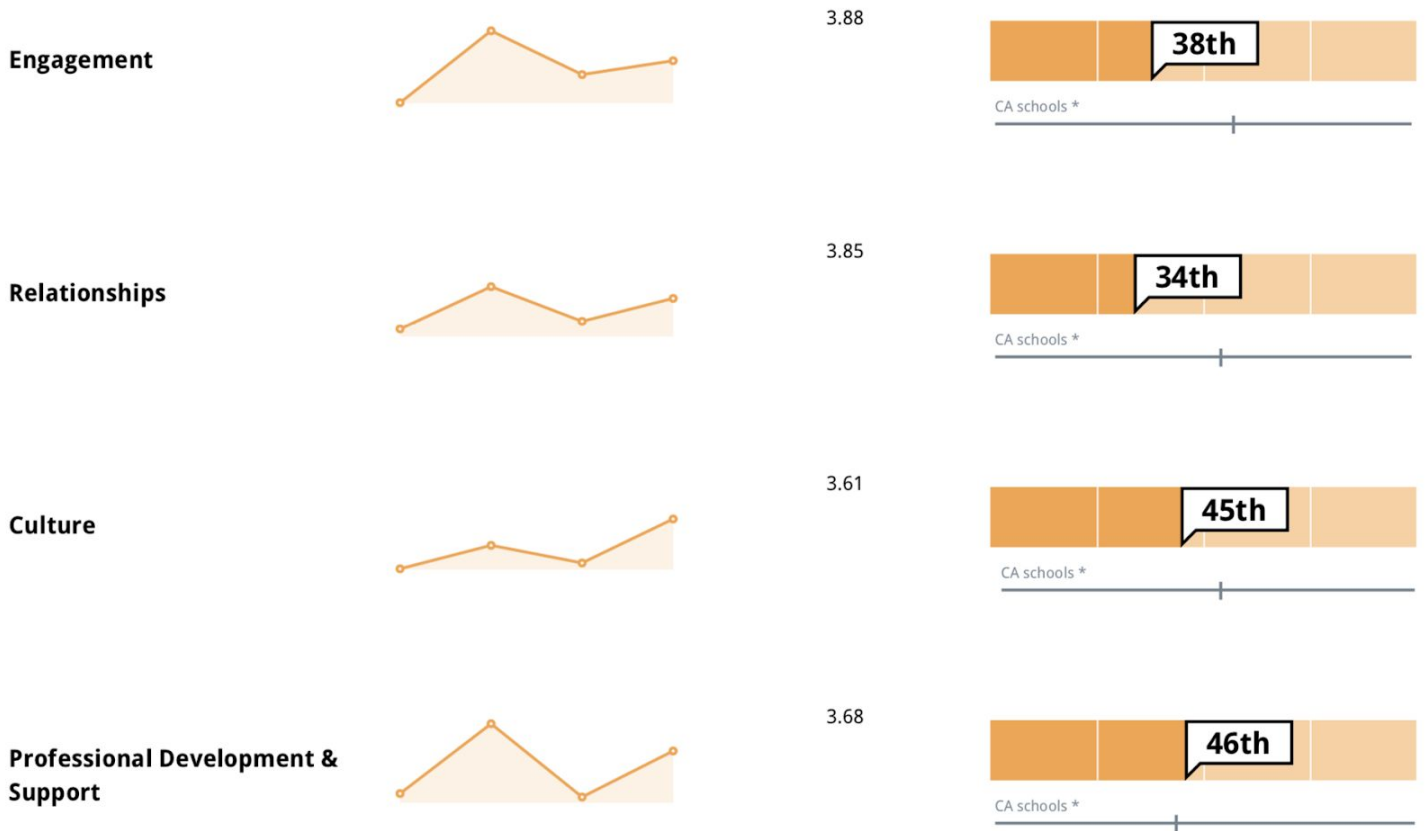 Engagement
3.88
38th
CA schools *
Relationships
3.85
34th
CA schools *
Culture
3.61
45th
CA schools *
Professional Development &
Support
3.68
46th
CA schools *